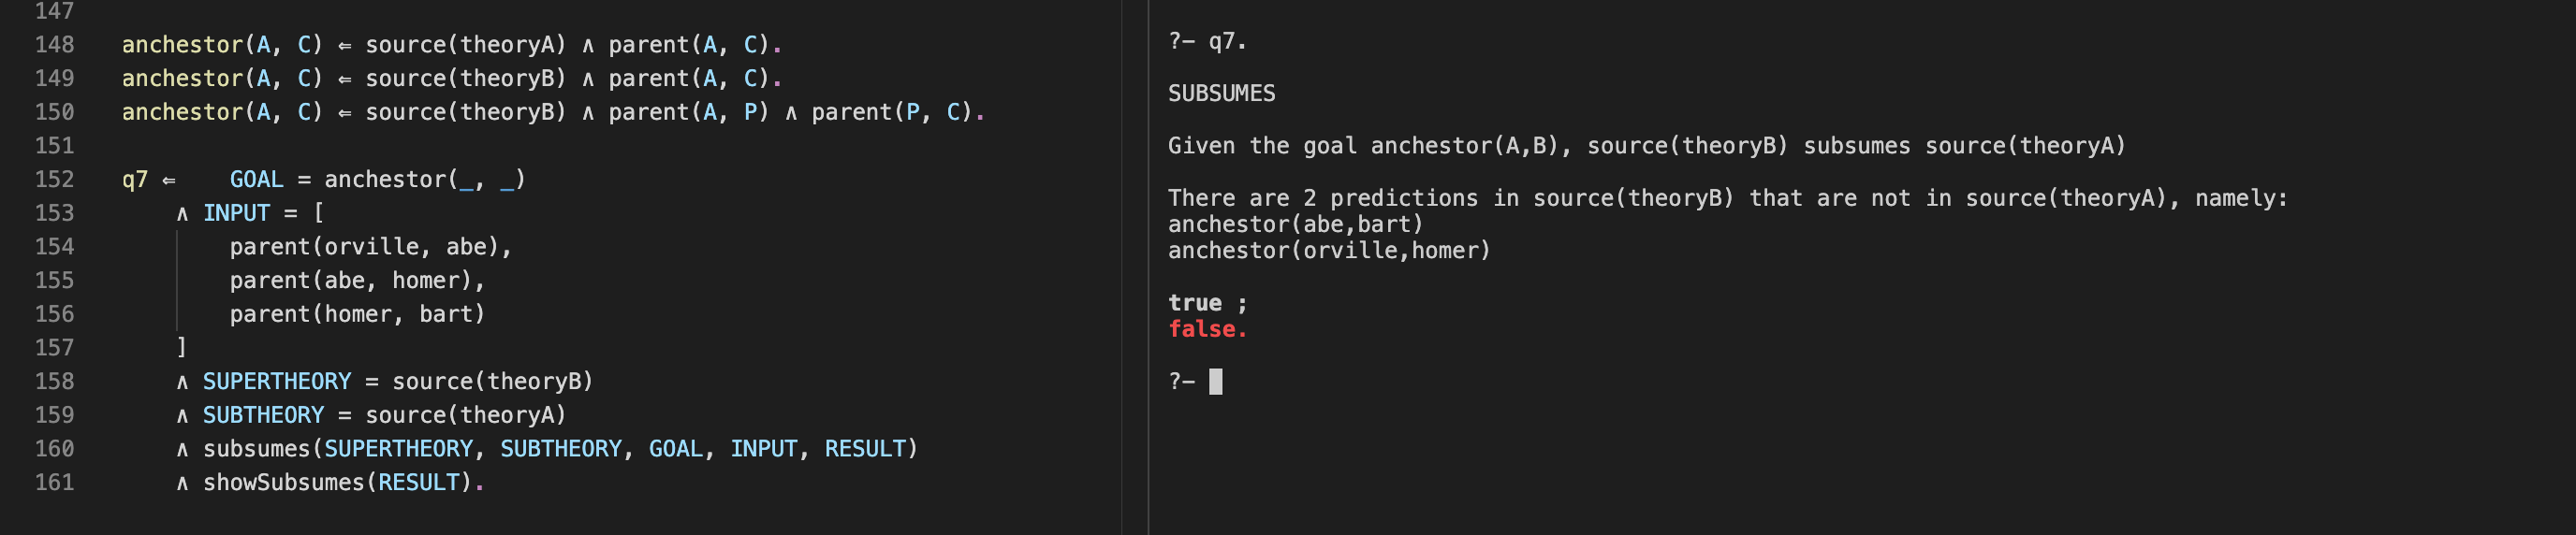 147
148 anchestor(A, C) ⇐ source(theoryA) ∧ parent(A, C).
149 anchestor(A, C) ⇐ source(theoryB) ∧ parent(A, C).
150 anchestor(A, C) ⇐ source(theoryB) ∧ parent(A, P) ∧ parent(P, C).
151
152 q7 ⇐    GOAL = anchestor(_, _)
153     ∧ INPUT = [
154         parent(orville, abe),
155         parent(abe, homer),
156         parent(homer, bart)
157     ]
158     ∧ SUPERTHEORY = source(theoryB)
159     ∧ SUBTHEORY = source(theoryA)
160     ∧ subsumes(SUPERTHEORY, SUBTHEORY, GOAL, INPUT, RESULT)
161     ∧ showSubsumes(RESULT).
?- q7.
SUBSUMES
Given the goal anchestor(A,B), source(theoryB) subsumes source(theoryA)
There are 2 predictions in source(theoryB) that are not in source(theoryA), namely:
anchestor(abe,bart)
anchestor(orville,homer)
true ;
false.
?-